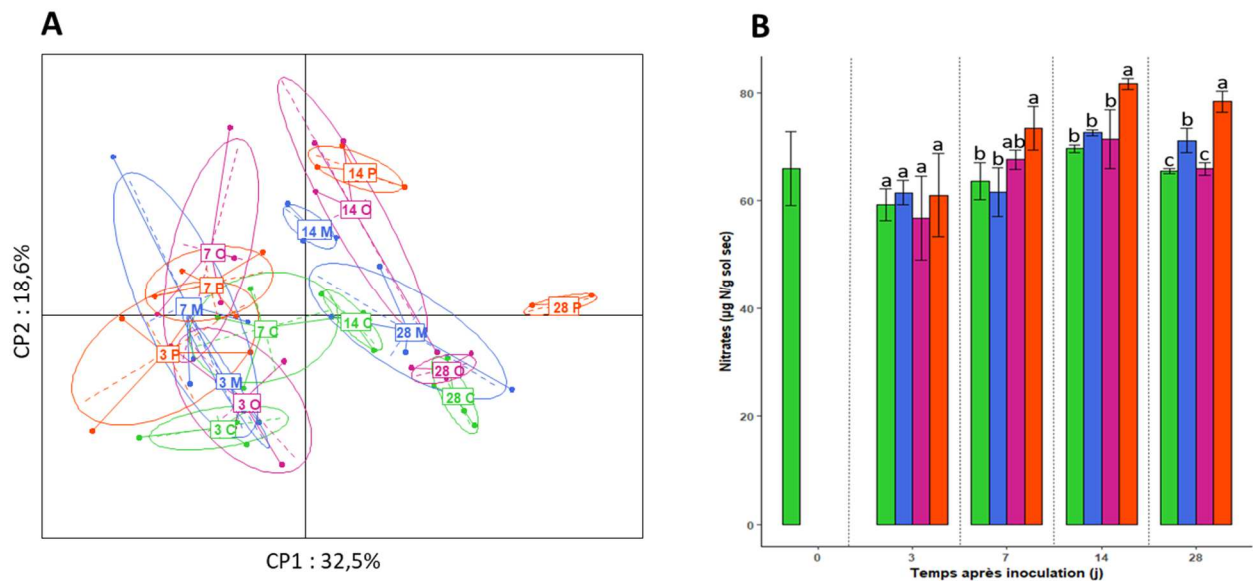 A
14 P
14 O
14 M
7 O
7 P
28 P
7 M
7 C
14 C
28 M
3 P
28 O
3 M
28 C
3 O
3 C
CP2 : 18,6%
CP1 : 32,5%
B
Nitrates (µg N/g sol sec)
80
60
40
20
0
a a a a
b b ab a
b b b a
c b c a
0 3 7 14 28
Temps après inoculation (j)